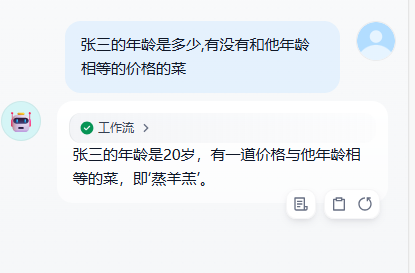 张三的年龄是多少,有没有和他年龄
相等的价格的菜
工作流
张三的年龄是20岁，有一道价格与他年龄相
等的菜，即‘蒸羊羔’。